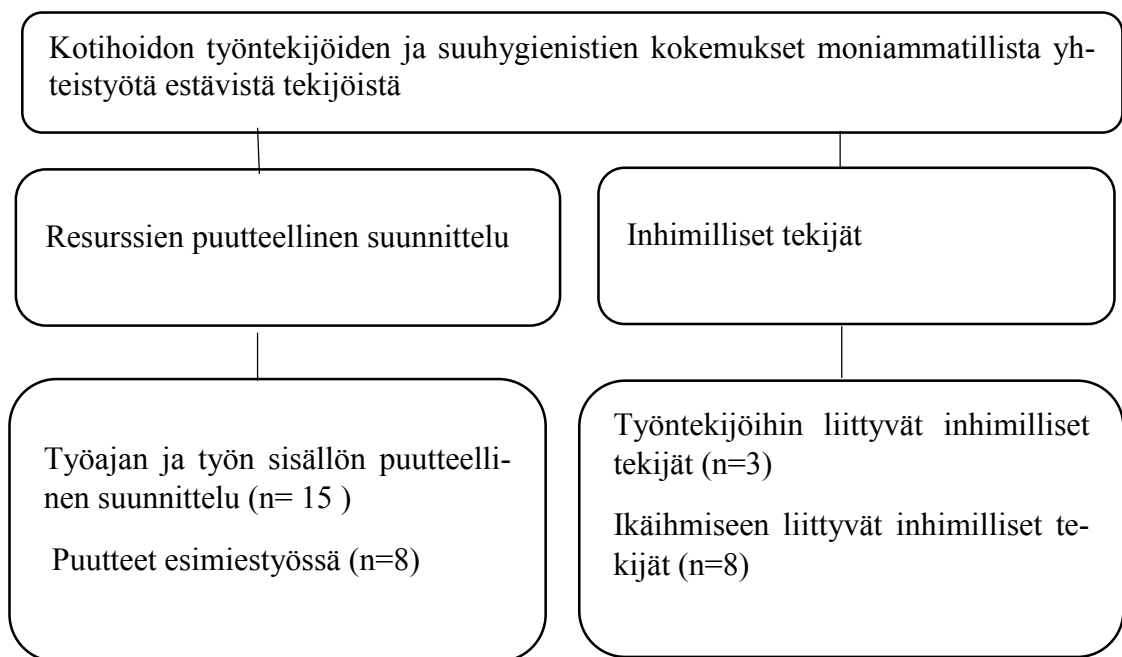 Kotihoidon työntekijöiden ja suuhygienistien kokemukset moniammatillista yh-
teistyötä estävistä tekijöistä
Resurssien puutteellinen suunnittelu
Inhimilliset tekijät
Työajan ja työn sisällön puutteelli-
nen suunnittelu (n= 15 )
Puutteet esimiestyössä (n=8)
Työntekijöihin liittyvät inhimilliset
tekijät (n=3)
Ikäihmiseen liittyvät inhimilliset te-
kijät (n=8)